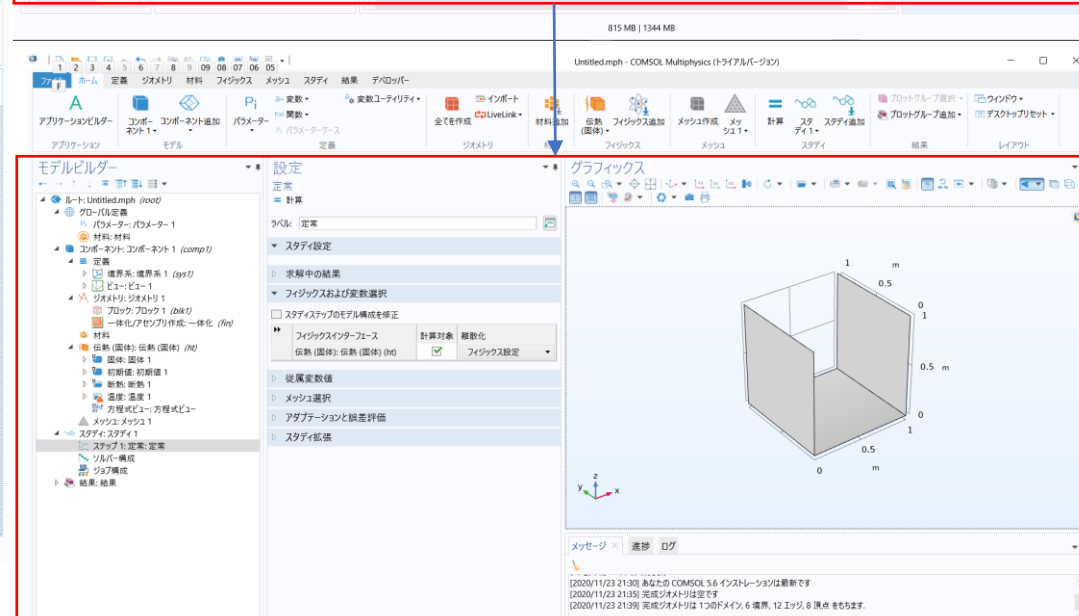 815 MB | 1344 MB
Untitled.mph - COMSOL Multiphysics (トライアルバージョン)
1 2 3 4 5 6 7 8 9 09 08 07 06 05
ファイル ホーム 定義 ジオメトリ 材料 フィジックス メッシュ スタディ 結果 デベロッパー
F
アプリケーションビルダー
コンポーネント 1
コンポーネント追加
Pi パラメーター
a= 変数
f(x) 関数
Pi パラメーターケース
変数ユーティリティ
全てを作成
インポート
LiveLink
材料追加
伝熱 (固体)
フィジックス追加
メッシュ作成
メッシュ 1
計算
スタディ 1
スタディ追加
プロットグループ選択
プロットグループ追加
ウィンドウ
デスクトップリセット
アプリケーション
モデル
定義
ジオメトリ
フィジックス
メッシュ
スタディ
結果
レイアウト
モデルビルダー
ルート: Untitled.mph (root)
グローバル定義
Pi パラメーター: パラメーター 1
材料: 材料
コンポーネント: コンポーネント 1 (comp1)
定義
境界系: 境界系 1 (sys1)
ビュー: ビュー 1
ジオメトリ: ジオメトリ 1
ブロック: ブロック 1 (blk1)
一体化/アセンブリ作成: 一体化 (fin)
材料
伝熱 (固体): 伝熱 (固体) (ht)
固体: 固体 1
初期値: 初期値 1
断熱: 断熱 1
温度: 温度 1
方程式ビュー: 方程式ビュー
メッシュ: メッシュ 1
スタディ: スタディ 1
ステップ 1: 定常: 定常
ソルバー構成
ジョブ構成
結果: 結果
設定
定常
= 計算
ラベル: 定常
スタディ設定
求解中の結果
フィジックスおよび変数選択
スタディステップのモデル構成を修正
フィジックスインターフェース 計算対象 離散化
伝熱 (固体): 伝熱 (固体) (ht) フィジックス設定
従属変数値
メッシュ選択
アダプテーションと誤差評価
スタディ拡張
グラフィックス
1 m
0.5
0
1
0.5 m
0
1
0.5
m
0
z
y
x
メッセージ 進捗 ログ
[2020/11/23 21:30] あなたの COMSOL 5.6 インストレーションは最新です
[2020/11/23 21:35] 完成ジオメトリは空です
[2020/11/23 21:39] 完成ジオメトリは 1つのドメイン, 6 境界, 12 エッジ, 8 頂点 をもちます.